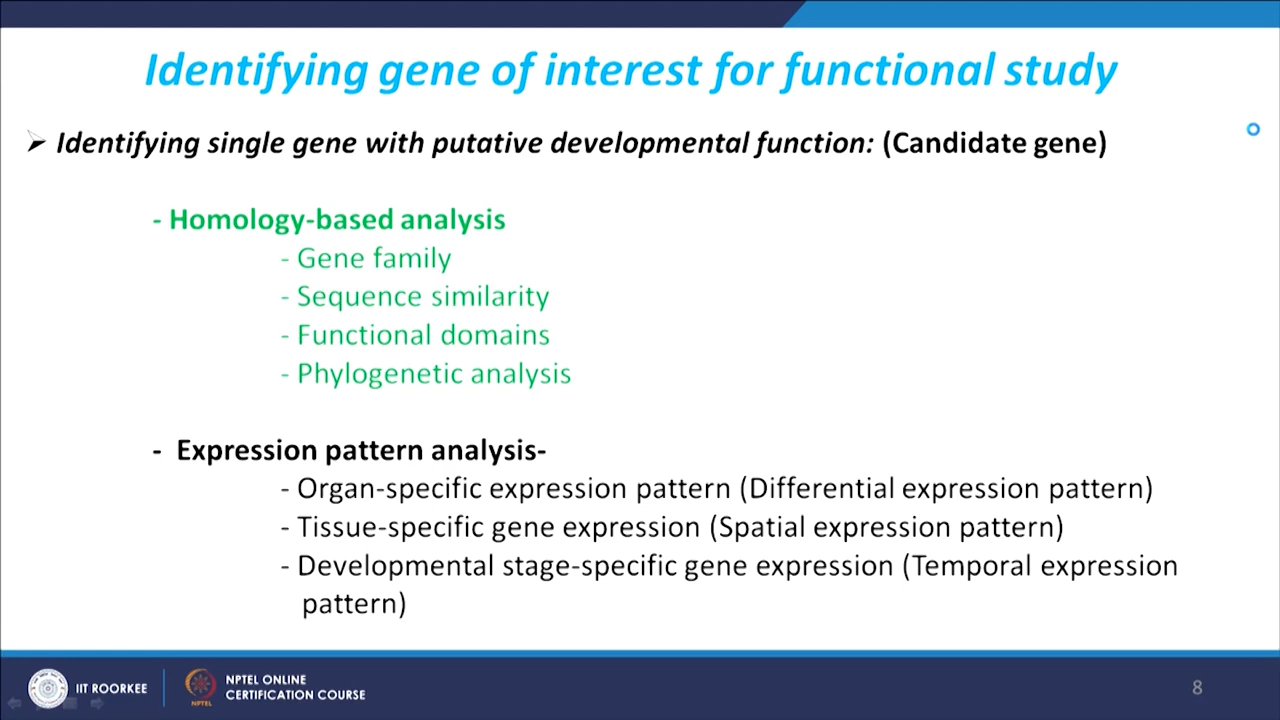 Identifying gene of interest for functional study
➢ Identifying single gene with putative developmental function: (Candidate gene)
- Homology-based analysis
- Gene family
- Sequence similarity
- Functional domains
- Phylogenetic analysis
- Expression pattern analysis-
- Organ-specific expression pattern (Differential expression pattern)
- Tissue-specific gene expression (Spatial expression pattern)
- Developmental stage-specific gene expression (Temporal expression
pattern)
IIT ROORKEE
NPTEL
NPTEL ONLINE
CERTIFICATION COURSE
8